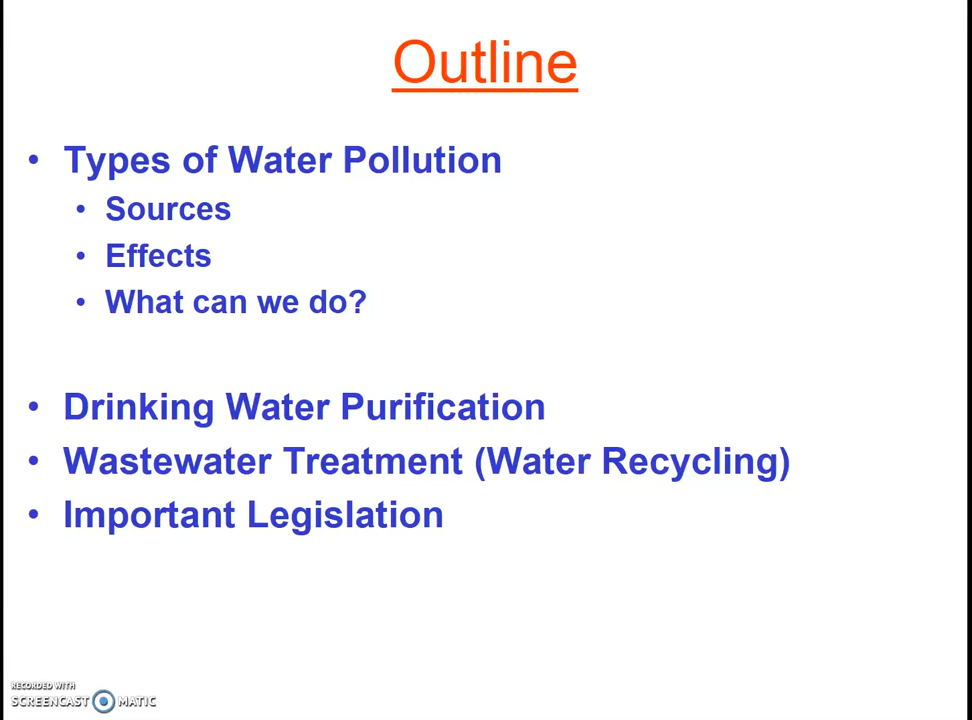 Outline
• Types of Water Pollution
• Sources
• Effects
• What can we do?
• Drinking Water Purification
• Wastewater Treatment (Water Recycling)
• Important Legislation
RECORDED WITH
SCREENCAST MATIC